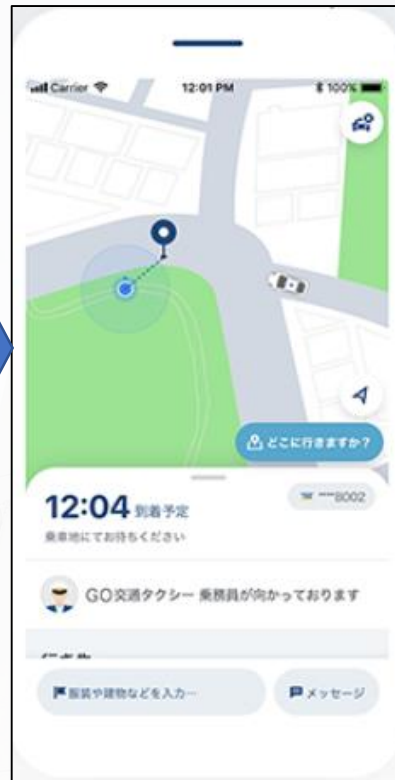 Carrier
12:01 PM
100%
どこに行きますか？
12:04 到着予定
***8002
乗車地にてお待ちください
GO交通タクシー 乗務員が向かっております
服装や建物などを入力…
メッセージ